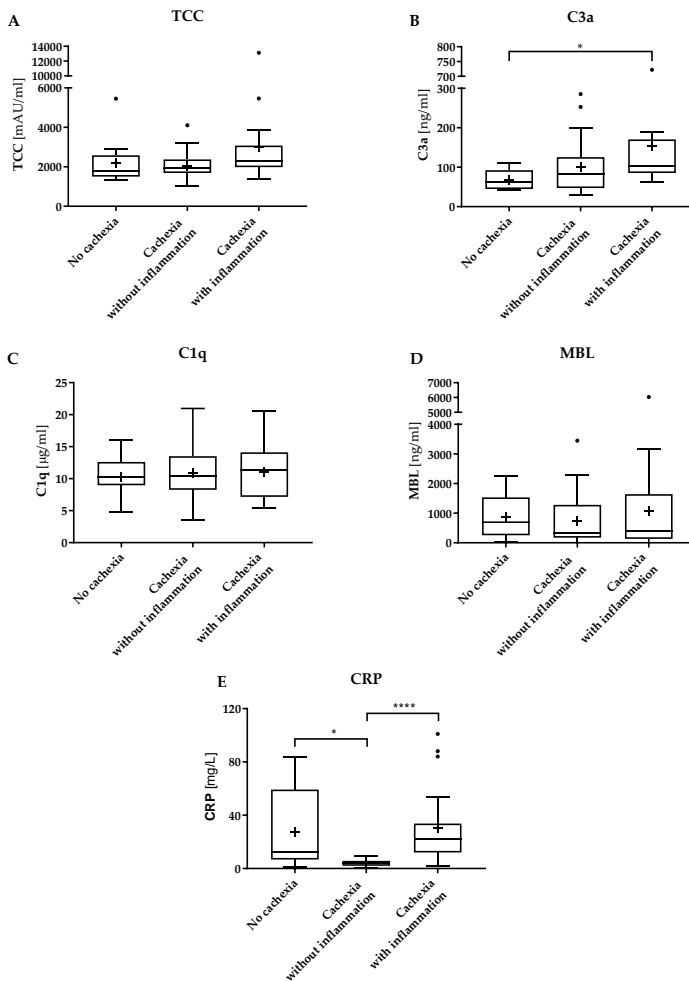 A
TCC
TCC [mAU/ml]
14000
12000
10000
6000
4000
2000
0
No cachexia
Cachexia
without inflammation
Cachexia
with inflammation
B
C3a
C3a [ng/ml]
800
750
700
300
200
100
0
*
No cachexia
Cachexia
without inflammation
Cachexia
with inflammation
C
C1q
C1q [µg/ml]
25
20
15
10
5
0
No cachexia
Cachexia
without inflammation
Cachexia
with inflammation
D
MBL
MBL [ng/ml]
7000
6000
5000
4000
3000
2000
1000
0
No cachexia
Cachexia
without inflammation
Cachexia
with inflammation
E
CRP
CRP [mg/L]
120
80
40
0
*
****
No cachexia
Cachexia
without inflammation
Cachexia
with inflammation